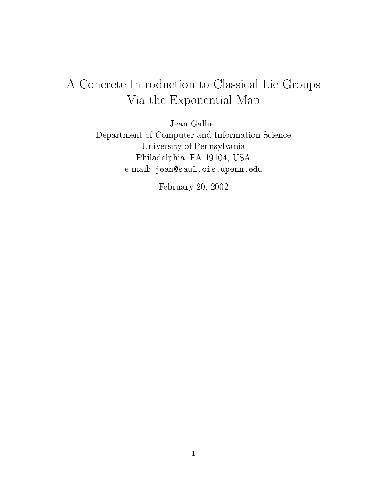 A Concrete Introduction to Classical Lie Groups
Via the Exponential Map
Jean Gallier
Department of Computer and Information Science
University of Pennsylvania
Philadelphia, PA 19104, USA
e-mail: jean@saul.cis.upenn.edu
February 20, 2002
1